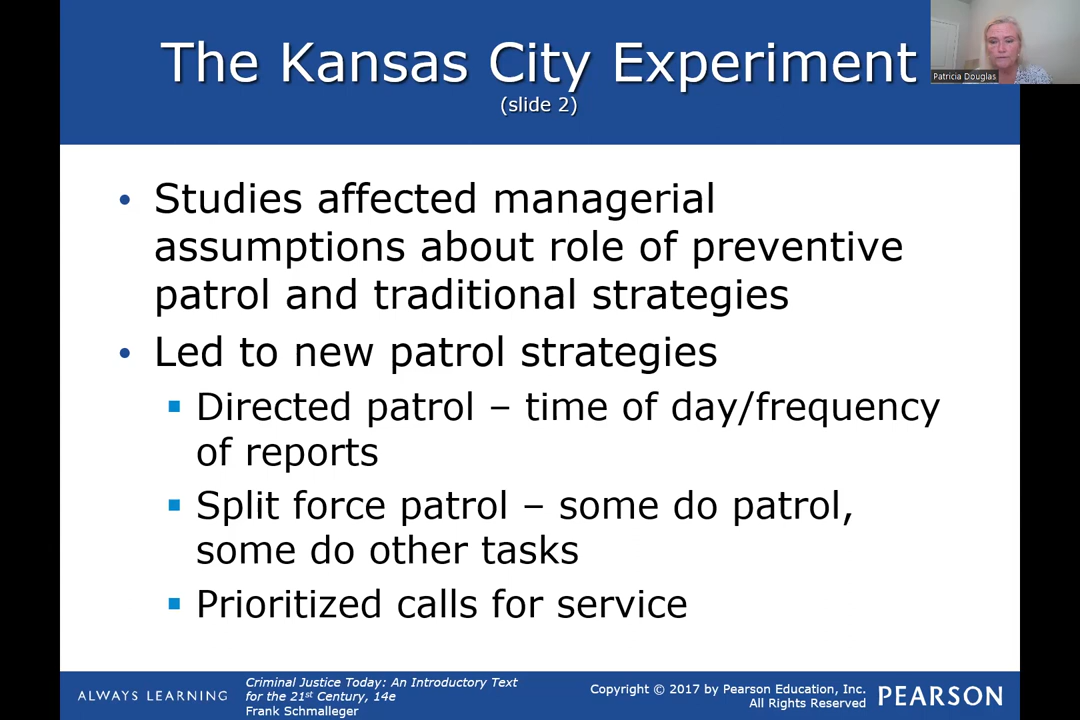 The Kansas City Experiment
(slide 2)
Patricia Douglas
• Studies affected managerial
assumptions about role of preventive
patrol and traditional strategies
• Led to new patrol strategies
▪ Directed patrol – time of day/frequency
of reports
▪ Split force patrol – some do patrol,
some do other tasks
▪ Prioritized calls for service
ALWAYS LEARNING
Criminal Justice Today: An Introductory Text
for the 21st Century, 14e
Frank Schmalleger
Copyright © 2017 by Pearson Education, Inc.
All Rights Reserved
PEARSON